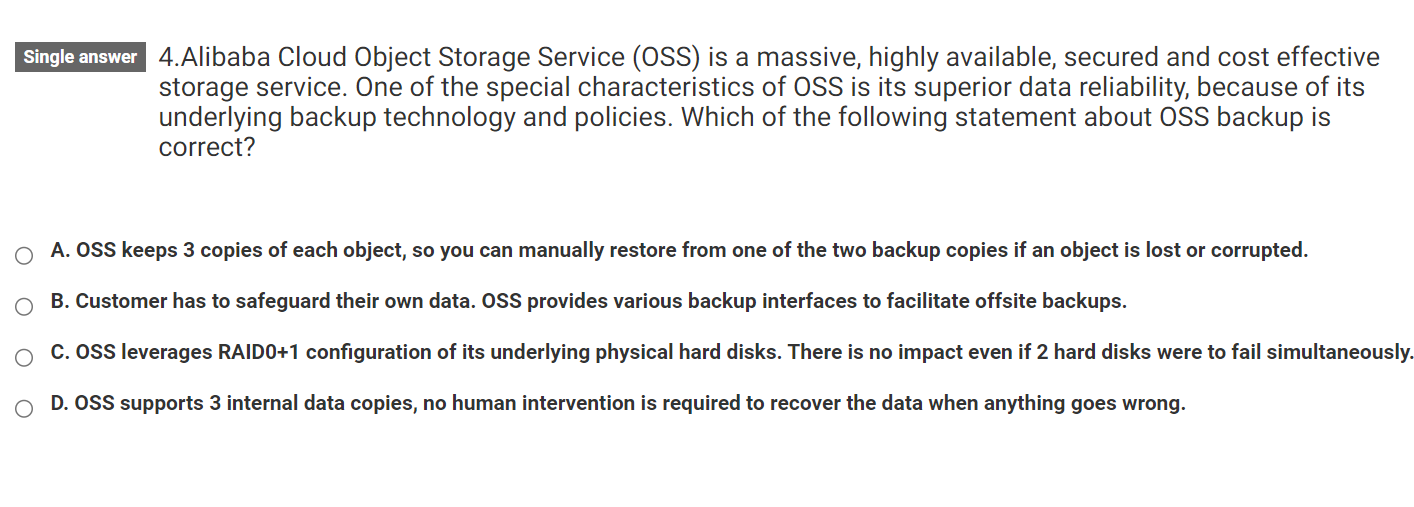 Single answer 4.Alibaba Cloud Object Storage Service (OSS) is a massive, highly available, secured and cost effective
storage service. One of the special characteristics of OSS is its superior data reliability, because of its
underlying backup technology and policies. Which of the following statement about OSS backup is
correct?
A. OSS keeps 3 copies of each object, so you can manually restore from one of the two backup copies if an object is lost or corrupted.
B. Customer has to safeguard their own data. OSS provides various backup interfaces to facilitate offsite backups.
C. OSS leverages RAID0+1 configuration of its underlying physical hard disks. There is no impact even if 2 hard disks were to fail simultaneously.
D. OSS supports 3 internal data copies, no human intervention is required to recover the data when anything goes wrong.